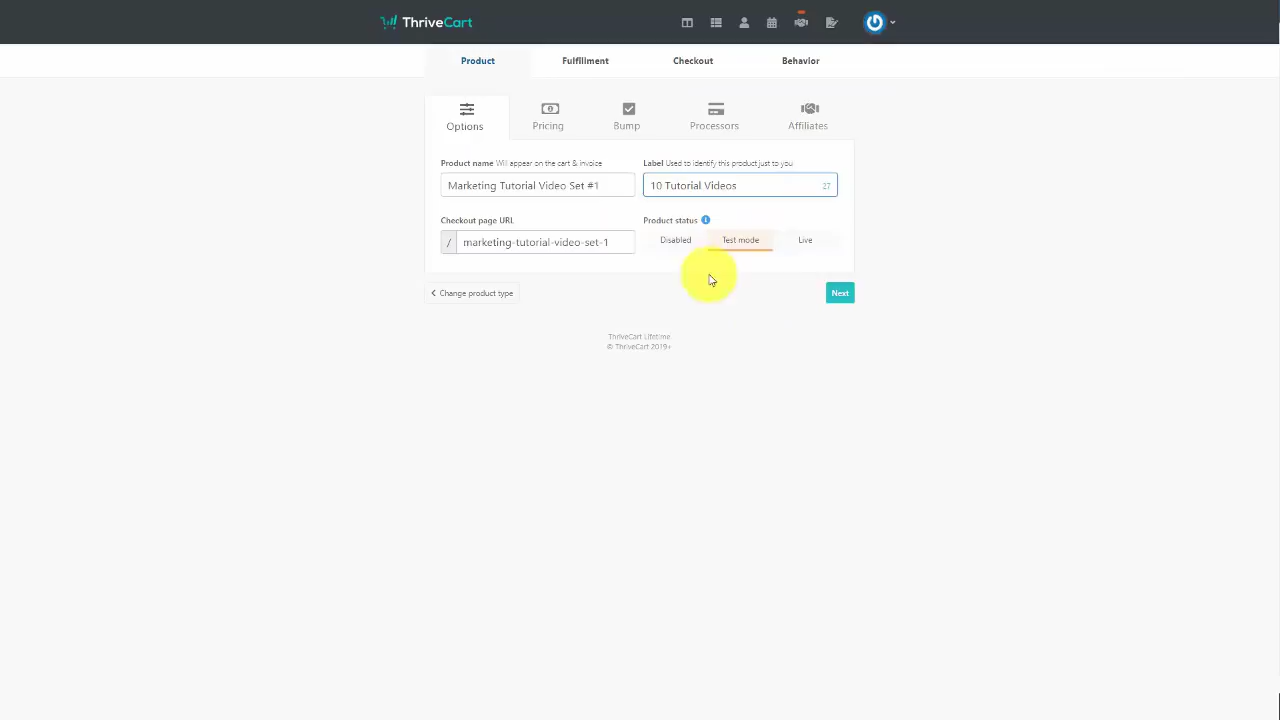 ThriveCart
Product Fulfillment Checkout Behavior
Options Pricing Bump Processors Affiliates
Product name Will appear on the cart & invoice Label Used to identify this product just to you
Marketing Tutorial Video Set #1 10 Tutorial Videos 27
Checkout page URL Product status
/ marketing-tutorial-video-set-1 Disabled Test mode Live
Change product type Next
ThriveCart Lifetime
© ThriveCart 2019+